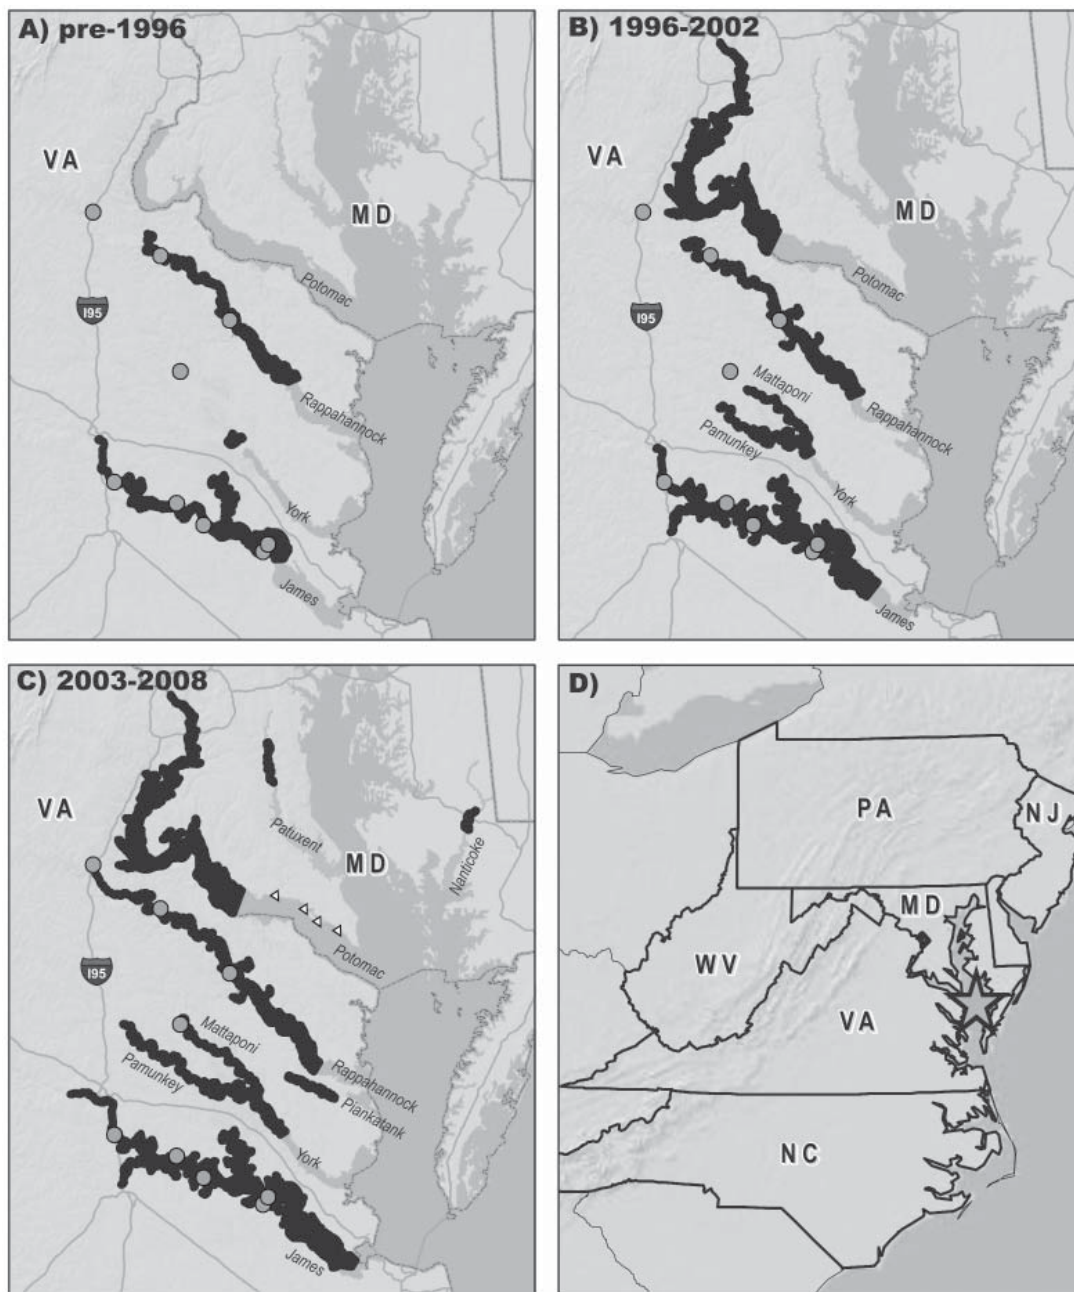 A) pre-1996
VA
MD
I95
Potomac
Rappahannock
York
James
B) 1996-2002
VA
MD
I95
Potomac
Mattaponi
Rappahannock
Pamunkey
York
James
C) 2003-2008
VA
MD
Patuxent
Nanticoke
I95
Potomac
Mattaponi
Pamunkey
Rappahannock
Piankatank
York
James
D)
PA
NJ
MD
WV
VA
NC